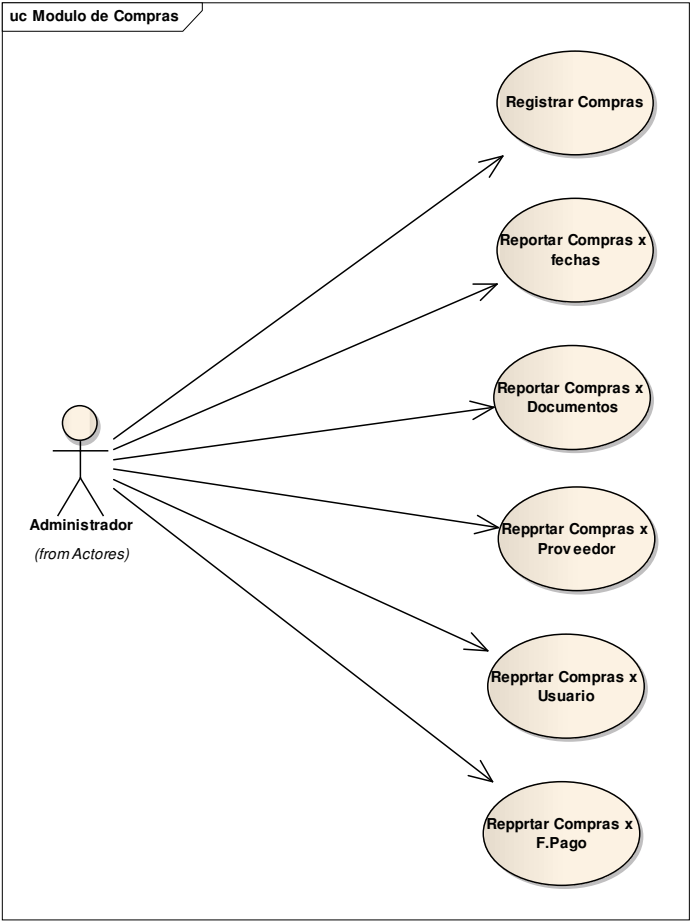 uc Modulo de Compras
Registrar Compras
Reportar Compras x
fechas
Reportar Compras x
Documentos
Repprtar Compras x
Proveedor
Repprtar Compras x
Usuario
Repprtar Compras x
F.Pago
Administrador
(from Actores)